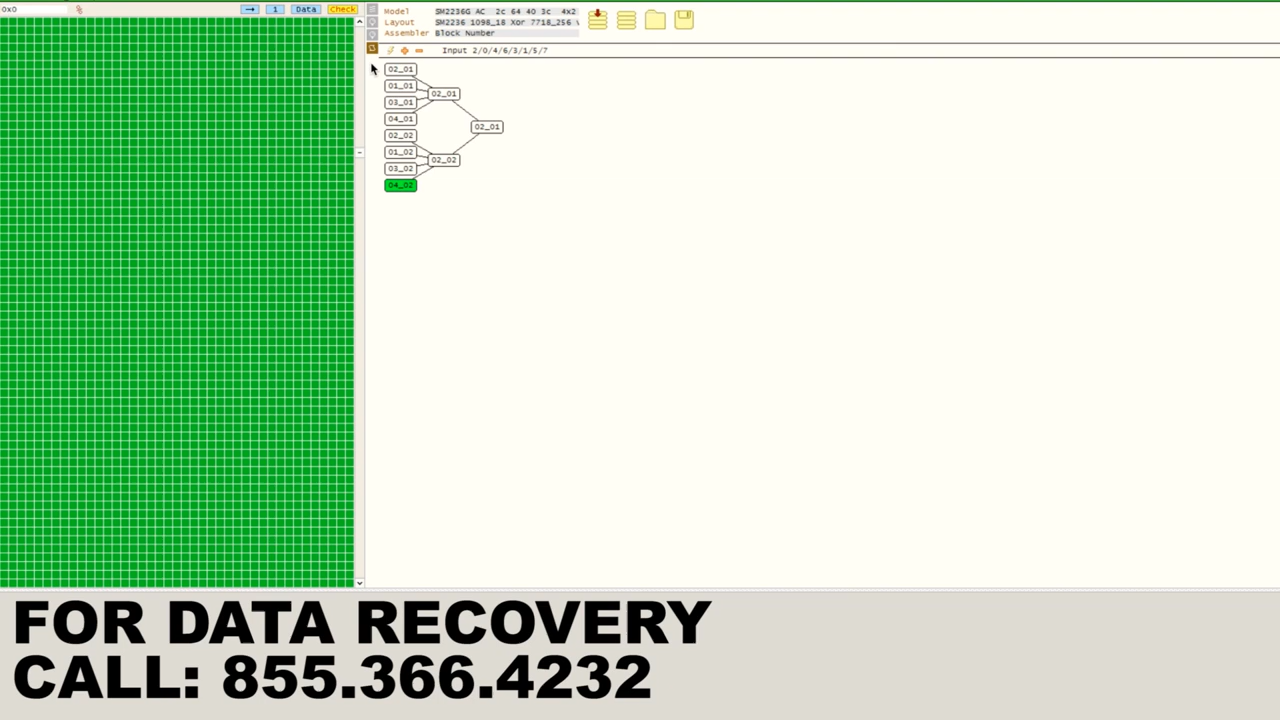 0x0 % → 1 Data Check
Model SM2236G AC 2c 64 40 3c 4x2
Layout SM2236 1098_18 Xor 7718_256
Assembler Block Number
Input 2/0/4/6/3/1/5/7
02_01
01_01
02_01
03_01
04_01
02_01
02_02
01_02
02_02
03_02
04_02
FOR DATA RECOVERY
CALL: 855.366.4232